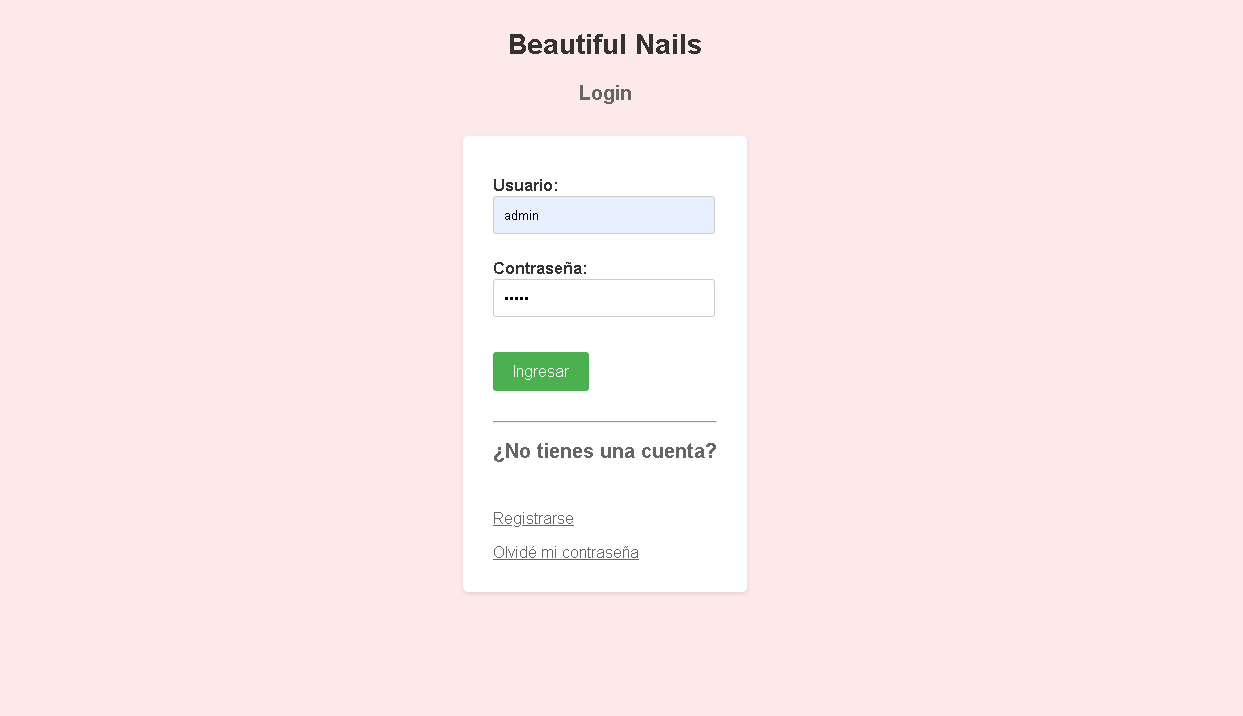 Beautiful Nails
Login
Usuario:
admin
Contraseña:
•••••
Ingresar
¿No tienes una cuenta?
Registrarse
Olvidé mi contraseña